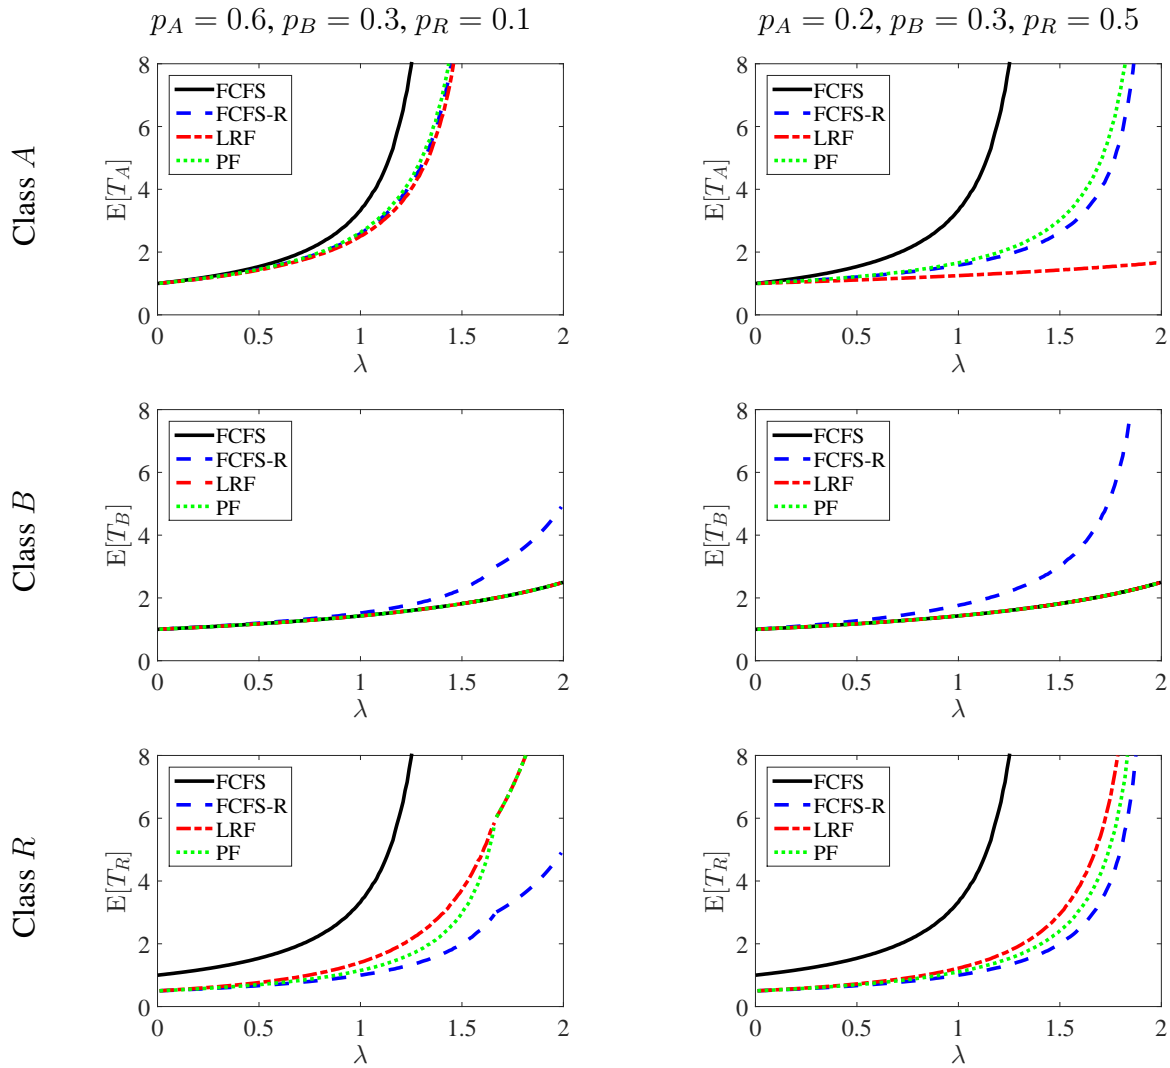 p_A = 0.6, p_B = 0.3, p_R = 0.1
p_A = 0.2, p_B = 0.3, p_R = 0.5
Class A
E[T_A]
8
6
4
2
0
FCFS
FCFS-R
LRF
PF
0 0.5 1 1.5 2
λ
E[T_A]
8
6
4
2
0
FCFS
FCFS-R
LRF
PF
0 0.5 1 1.5 2
λ
Class B
E[T_B]
8
6
4
2
0
FCFS
FCFS-R
LRF
PF
0 0.5 1 1.5 2
λ
E[T_B]
8
6
4
2
0
FCFS
FCFS-R
LRF
PF
0 0.5 1 1.5 2
λ
Class R
E[T_R]
8
6
4
2
0
FCFS
FCFS-R
LRF
PF
0 0.5 1 1.5 2
λ
E[T_R]
8
6
4
2
0
FCFS
FCFS-R
LRF
PF
0 0.5 1 1.5 2
λ